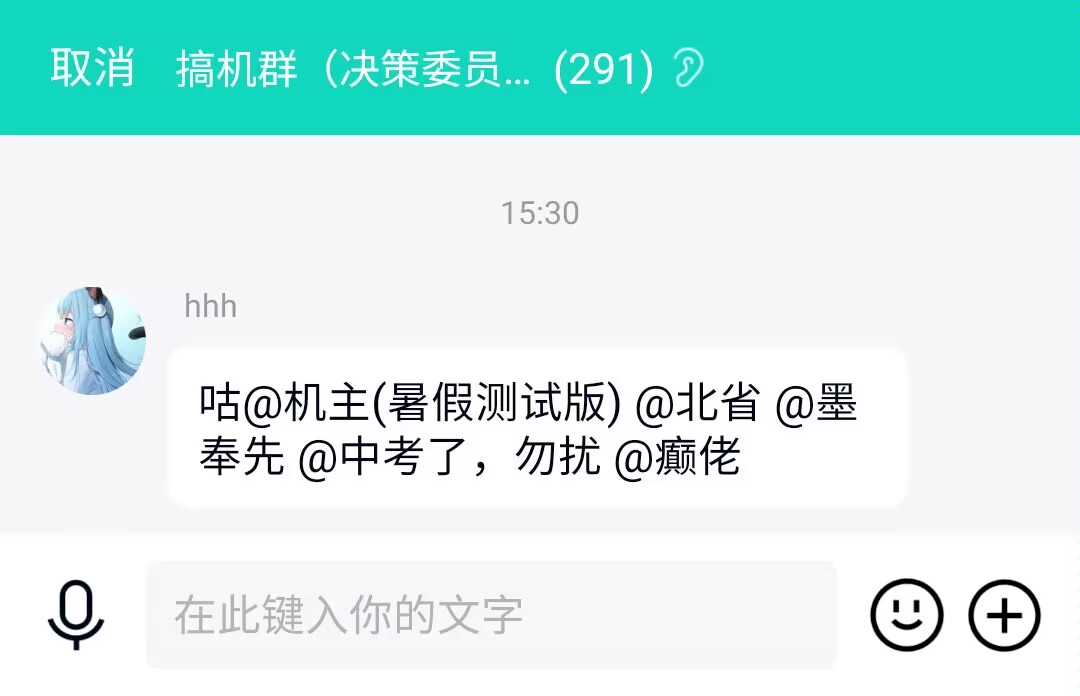 取消 搞机群（决策委员... (291)
15:30
hhh
咕@机主(暑假测试版) @北省 @墨
奉先 @中考了，勿扰 @癫佬
在此键入你的文字